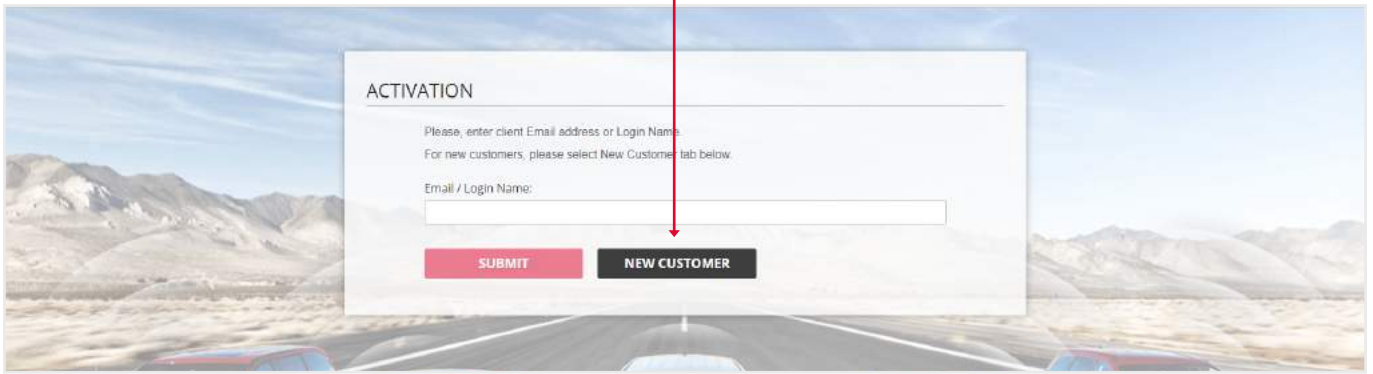 ACTIVATION
Please, enter client Email address or Login Name.
For new customers, please select New Customer tab below.
Email / Login Name:
SUBMIT NEW CUSTOMER